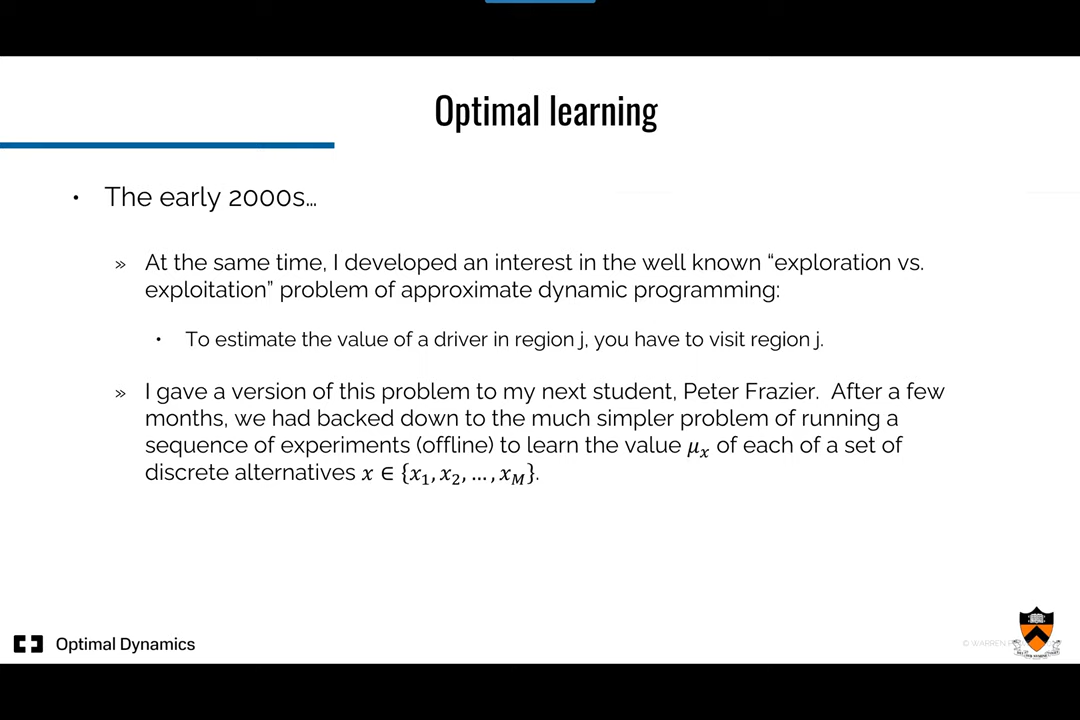 Optimal learning
• The early 2000s…
» At the same time, I developed an interest in the well known “exploration vs.
exploitation” problem of approximate dynamic programming:
• To estimate the value of a driver in region j, you have to visit region j.
» I gave a version of this problem to my next student, Peter Frazier. After a few
months, we had backed down to the much simpler problem of running a
sequence of experiments (offline) to learn the value μₓ of each of a set of
discrete alternatives x ∈ {x₁, x₂, … , x_M}.
Optimal Dynamics
© WARREN